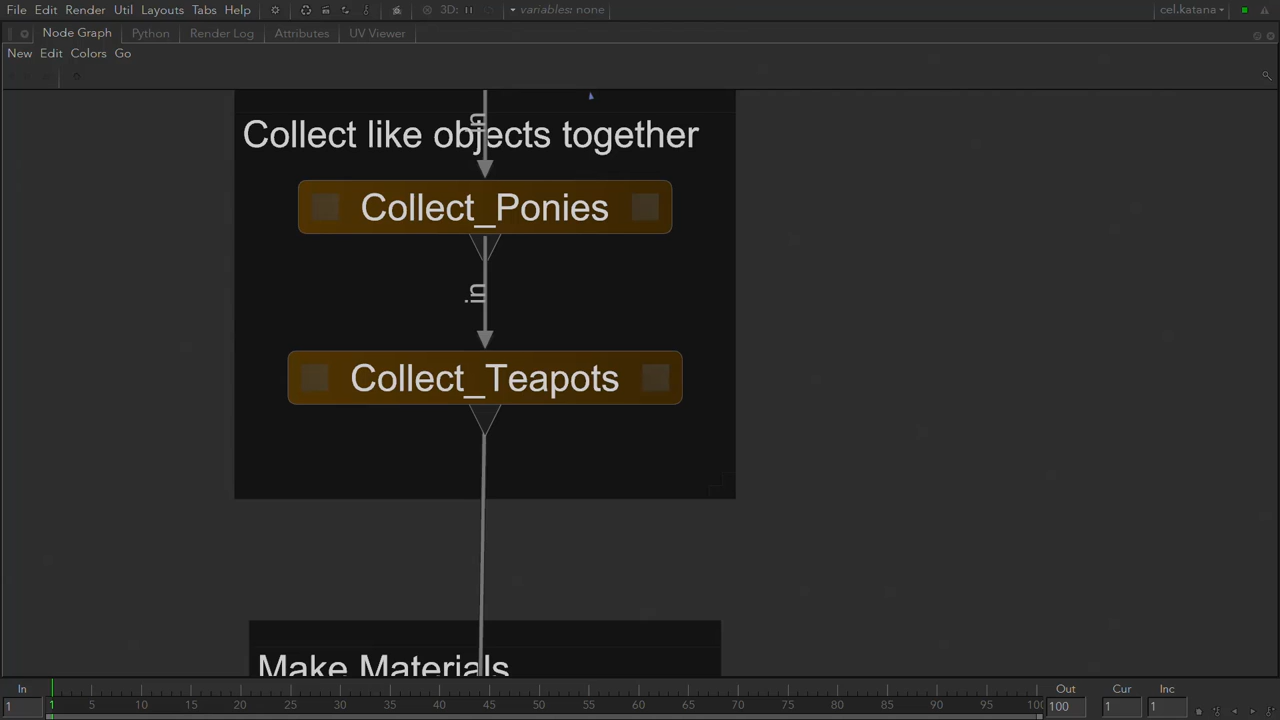 File Edit Render Util Layouts Tabs Help 3D: variables: none cel.katana
Node Graph Python Render Log Attributes UV Viewer
New Edit Colors Go
in
Collect like objects together
Collect_Ponies
in
Collect_Teapots
Make Materials
In Out Cur Inc
1 1 5 10 15 20 25 30 35 40 45 50 55 60 65 70 75 80 85 90 95 100 100 1 1